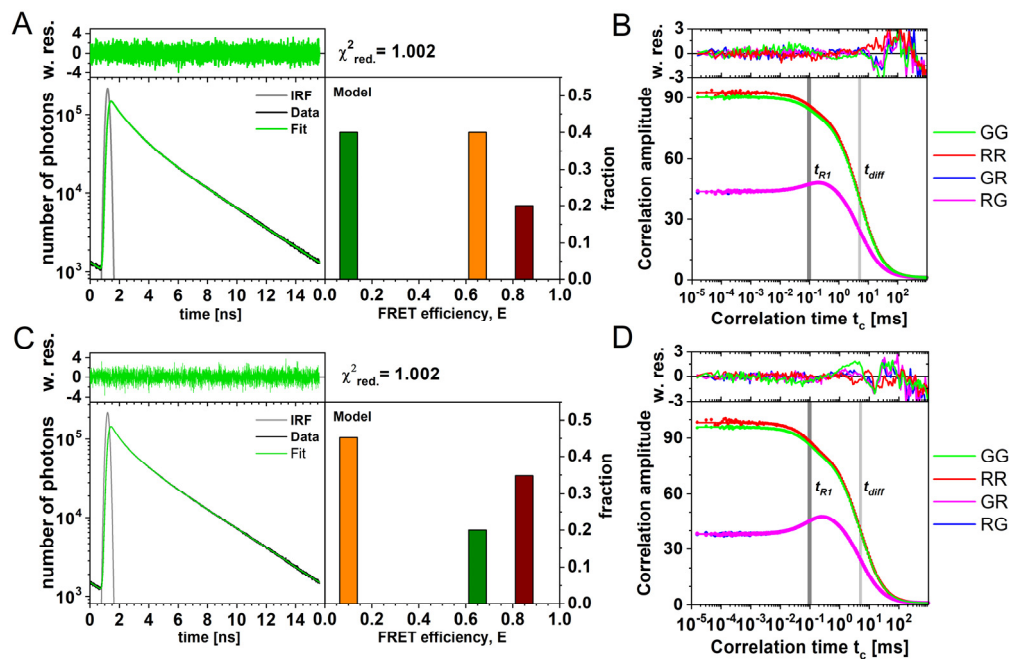 A
w. res.
4
0
-4
χ²red. = 1.002
number of photons
10⁵
10⁴
10³
IRF
Data
Fit
0 2 4 6 8 10 12 14
time [ns]
Model
0.0 0.2 0.4 0.6 0.8 1.0
FRET efficiency, E
0.5
0.4
0.3
0.2
0.1
0.0
fraction
B
w. res.
3
0
-3
Correlation amplitude
90
60
30
0
tR1
tdiff
GG
RR
GR
RG
10⁻⁵ 10⁻⁴ 10⁻³ 10⁻² 10⁻¹ 10⁰ 10¹ 10²
Correlation time tc [ms]
C
w. res.
4
0
-4
χ²red. = 1.002
number of photons
10⁵
10⁴
10³
IRF
Data
Fit
0 2 4 6 8 10 12 14
time [ns]
Model
0.0 0.2 0.4 0.6 0.8 1.0
FRET efficiency, E
0.5
0.4
0.3
0.2
0.1
0.0
fraction
D
w. res.
3
0
-3
Correlation amplitude
90
60
30
0
tR1
tdiff
GG
RR
GR
RG
10⁻⁵ 10⁻⁴ 10⁻³ 10⁻² 10⁻¹ 10⁰ 10¹ 10²
Correlation time tc [ms]